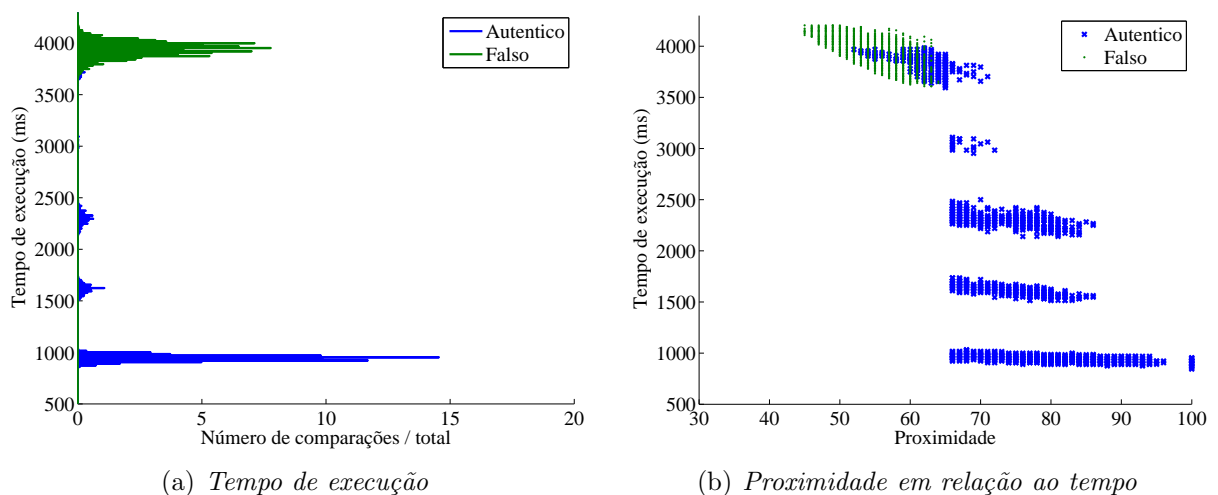 4000
3500
3000
2500
2000
1500
1000
500
0 5 10 15 20
Tempo de execução (ms)
Número de comparações / total
Autentico
Falso
(a) Tempo de execução
4000
3500
3000
2500
2000
1500
1000
500
30 40 50 60 70 80 90 100
Tempo de execução (ms)
Proximidade
Autentico
Falso
(b) Proximidade em relação ao tempo